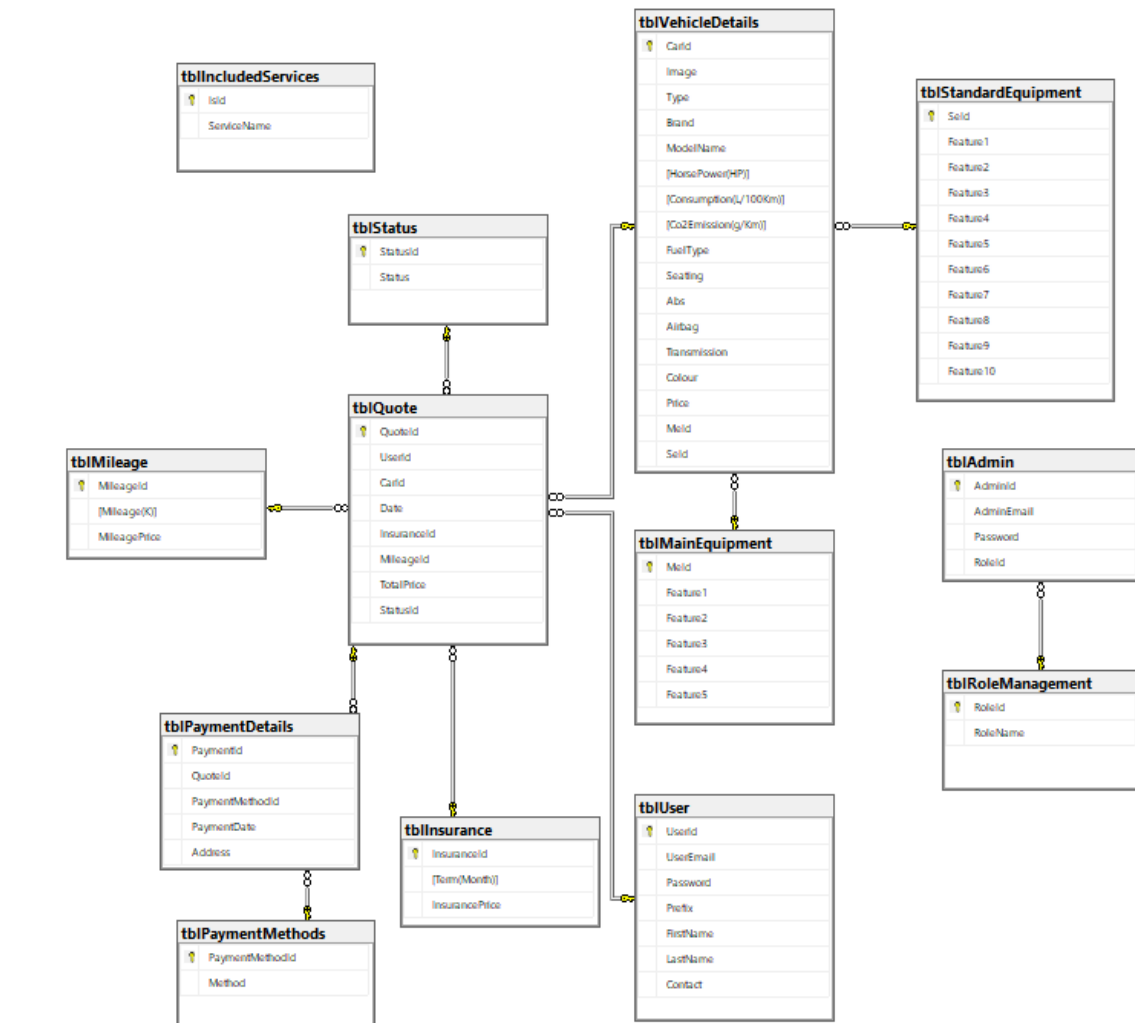 tblIncludedServices
IsId
ServiceName
tblStatus
StatusId
Status
tblVehicleDetails
CarId
Image
Type
Brand
ModelName
[HorsePower(HP)]
[Consumption(L/100Km)]
[Co2Emission(g/Km)]
FuelType
Seating
Abs
Airbag
Transmission
Colour
Price
MeId
SeId
tblStandardEquipment
SeId
Feature1
Feature2
Feature3
Feature4
Feature5
Feature6
Feature7
Feature8
Feature9
Feature10
tblMileage
MileageId
[Mileage(K)]
MileagePrice
tblQuote
QuoteId
UserId
CarId
Date
InsuranceId
MileageId
TotalPrice
StatusId
tblMainEquipment
MeId
Feature1
Feature2
Feature3
Feature4
Feature5
tblAdmin
AdminId
AdminEmail
Password
RoleId
tblRoleManagement
RoleId
RoleName
tblPaymentDetails
PaymentId
QuoteId
PaymentMethodId
PaymentDate
Address
tblInsurance
InsuranceId
[Term(Month)]
InsurancePrice
tblUser
UserId
UserEmail
Password
Prefix
FirstName
LastName
Contact
tblPaymentMethods
PaymentMethodId
Method